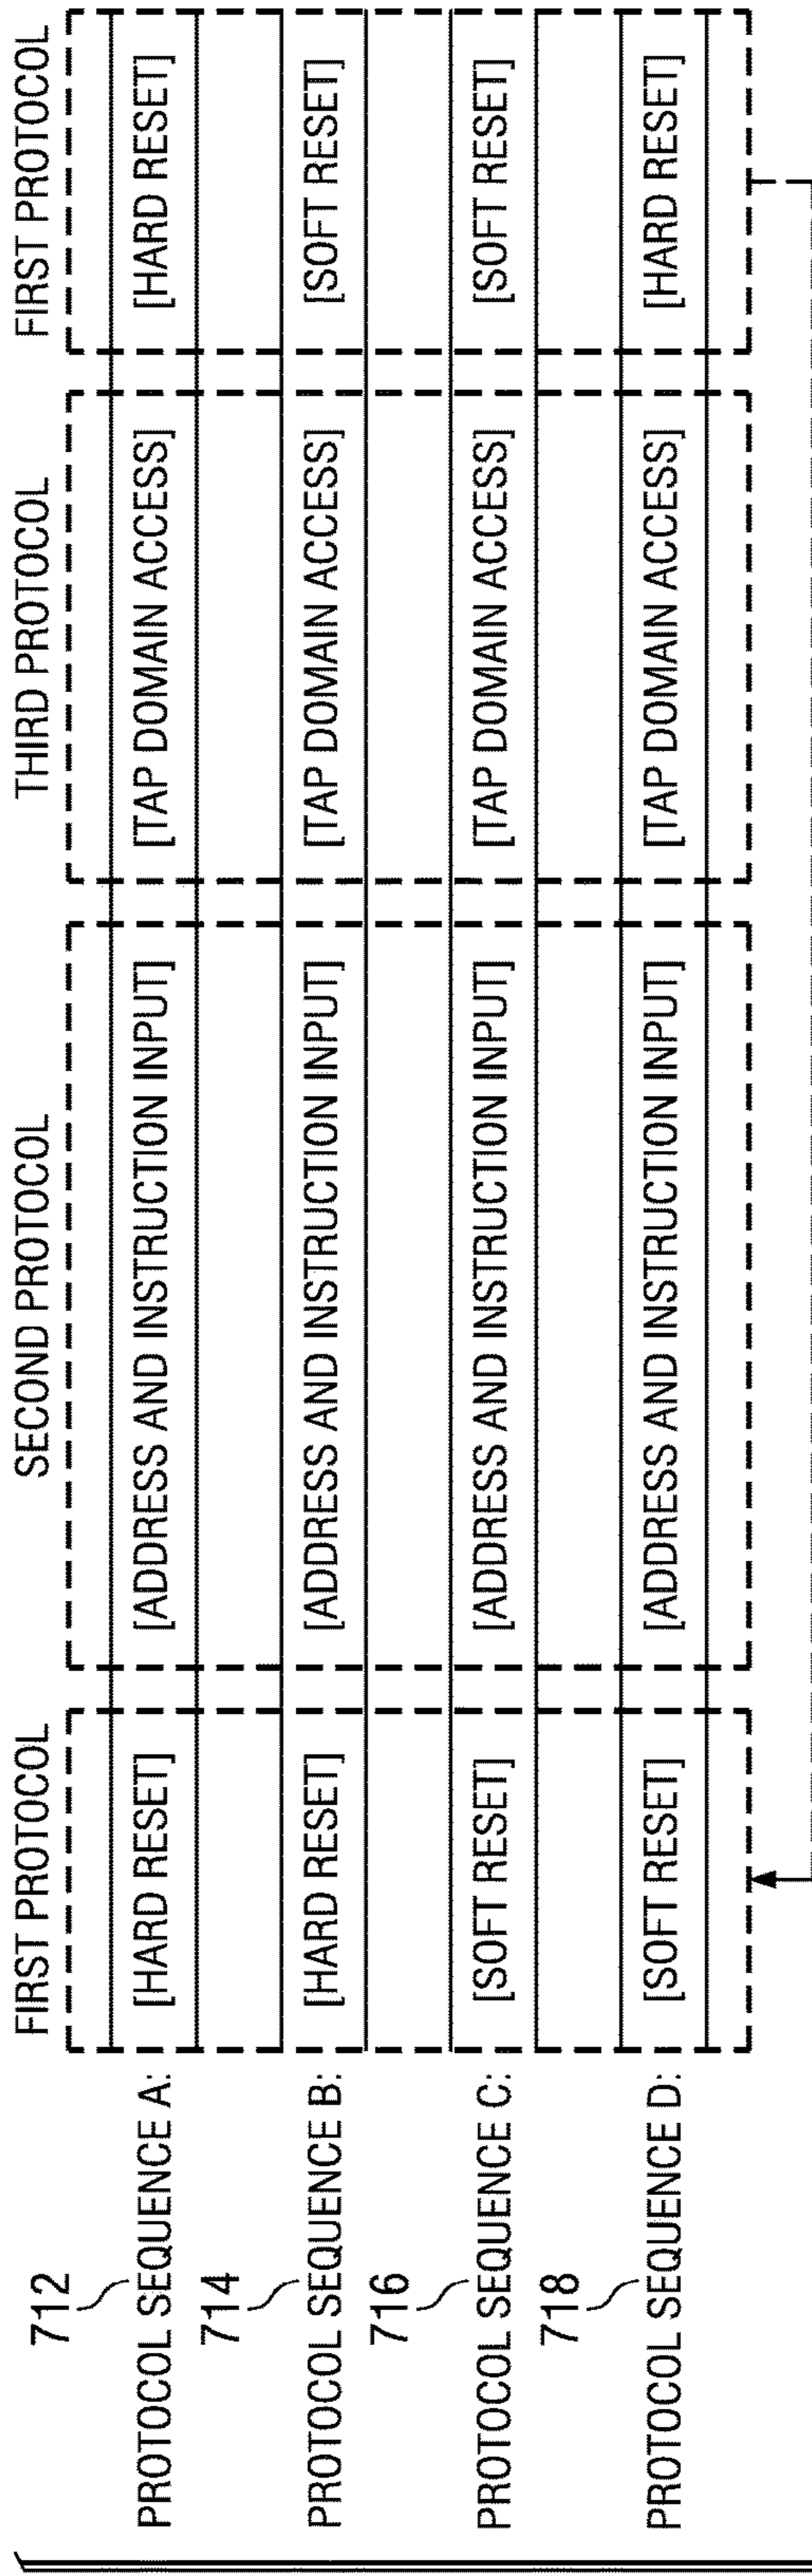 FIRST PROTOCOL SECOND PROTOCOL THIRD PROTOCOL FIRST PROTOCOL
712
PROTOCOL SEQUENCE A: [HARD RESET] [ADDRESS AND INSTRUCTION INPUT] [TAP DOMAIN ACCESS] [HARD RESET]
714
PROTOCOL SEQUENCE B: [HARD RESET] [ADDRESS AND INSTRUCTION INPUT] [TAP DOMAIN ACCESS] [SOFT RESET]
716
PROTOCOL SEQUENCE C: [SOFT RESET] [ADDRESS AND INSTRUCTION INPUT] [TAP DOMAIN ACCESS] [SOFT RESET]
718
PROTOCOL SEQUENCE D: [SOFT RESET] [ADDRESS AND INSTRUCTION INPUT] [TAP DOMAIN ACCESS] [HARD RESET]